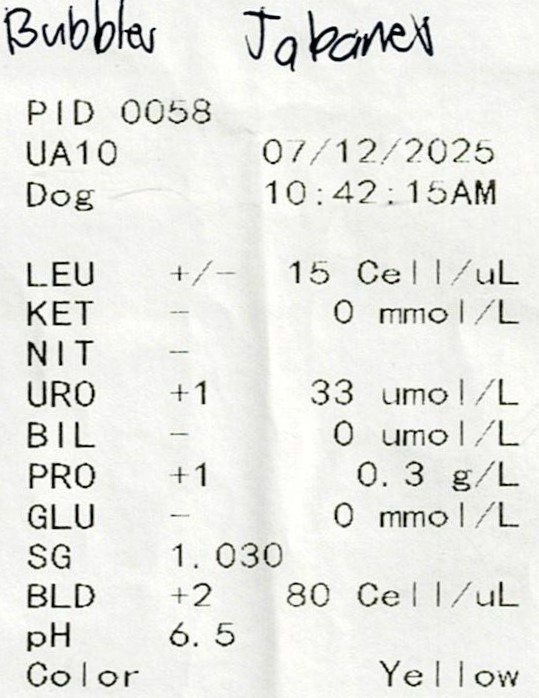 Bubbles Jabanes
PID 0058
UA10 07/12/2025
Dog 10:42:15AM
LEU +/- 15 Cell/uL
KET - 0 mmol/L
NIT -
URO +1 33 umol/L
BIL - 0 umol/L
PRO +1 0.3 g/L
GLU - 0 mmol/L
SG 1.030
BLD +2 80 Cell/uL
pH 6.5
Color Yellow